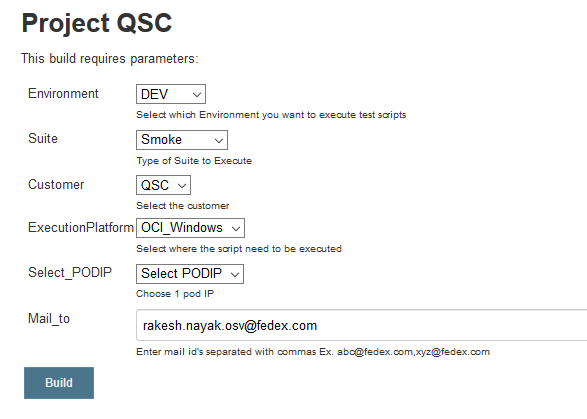 Project QSC
This build requires parameters:
Environment
DEV
Select which Environment you want to execute test scripts
Suite
Smoke
Type of Suite to Execute
Customer
QSC
Select the customer
ExecutionPlatform
OCI_Windows
Select where the script need to be executed
Select_PODIP
Select PODIP
Choose 1 pod IP
Mail_to
rakesh.nayak.osv@fedex.com
Enter mail id's separated with commas Ex. abc@fedex.com,xyz@fedex.com
Build